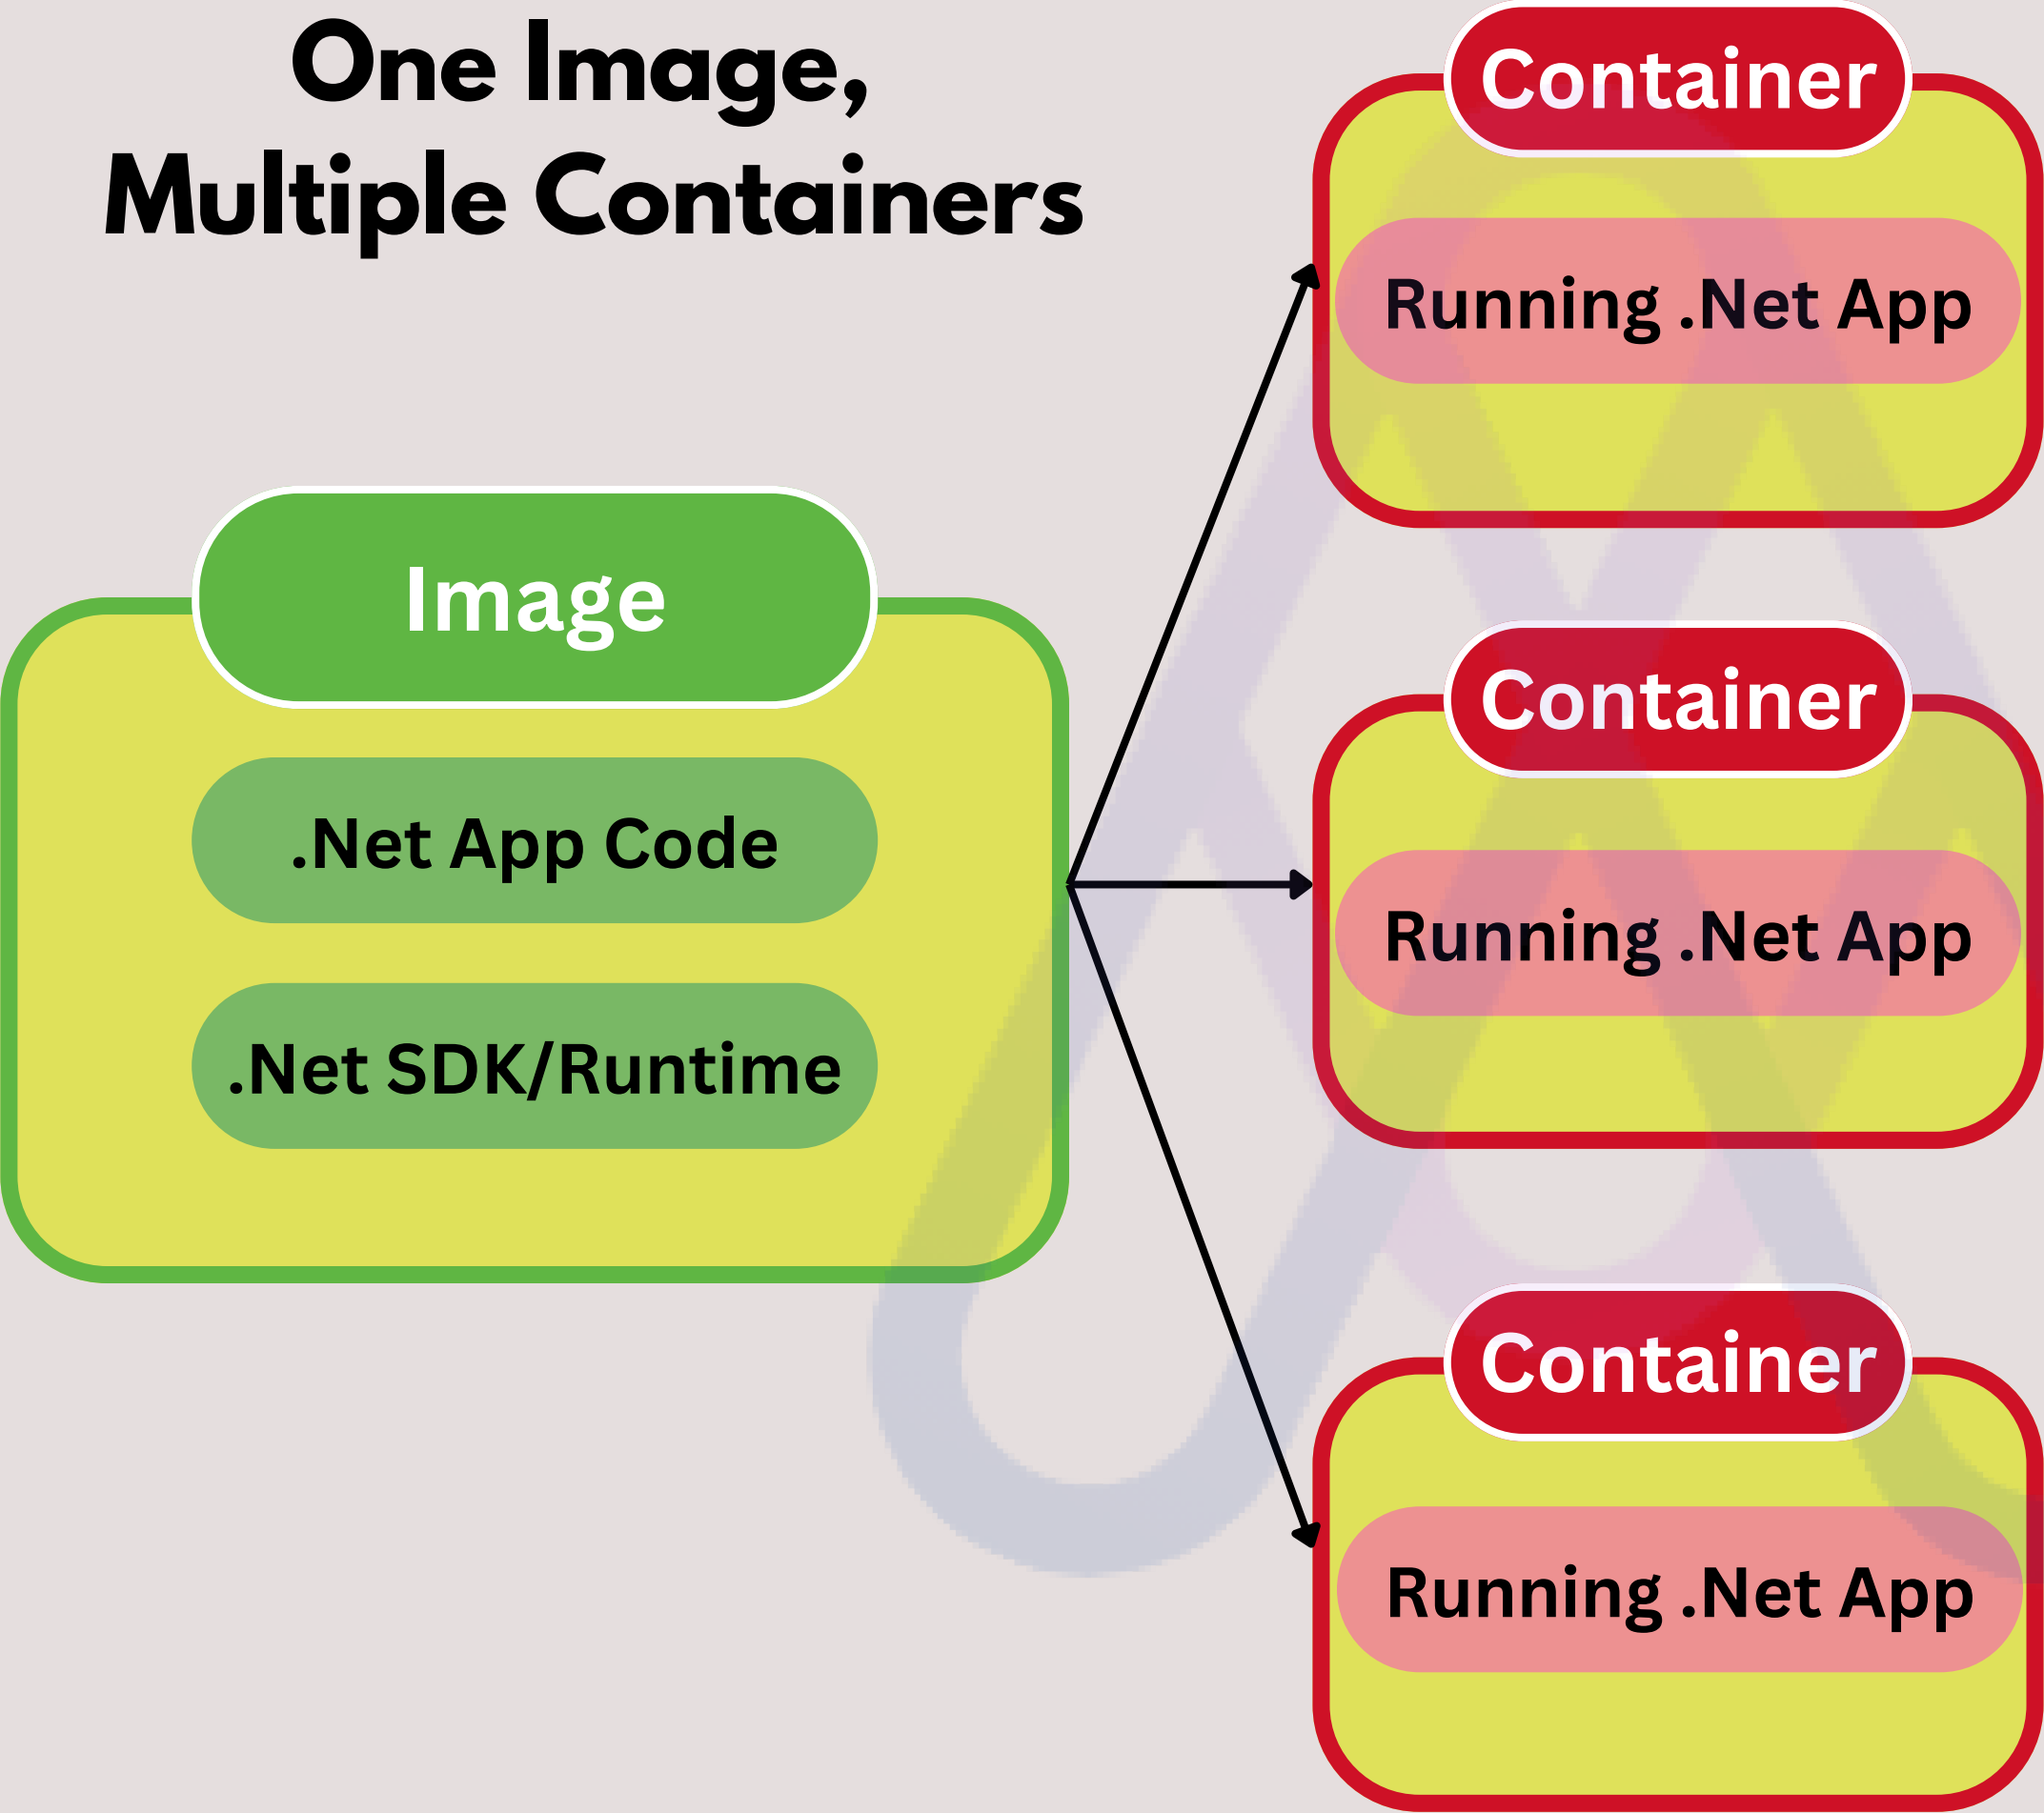 One Image,
Multiple Containers
Image
.Net App Code
.Net SDK/Runtime
Container
Running .Net App
Container
Running .Net App
Container
Running .Net App